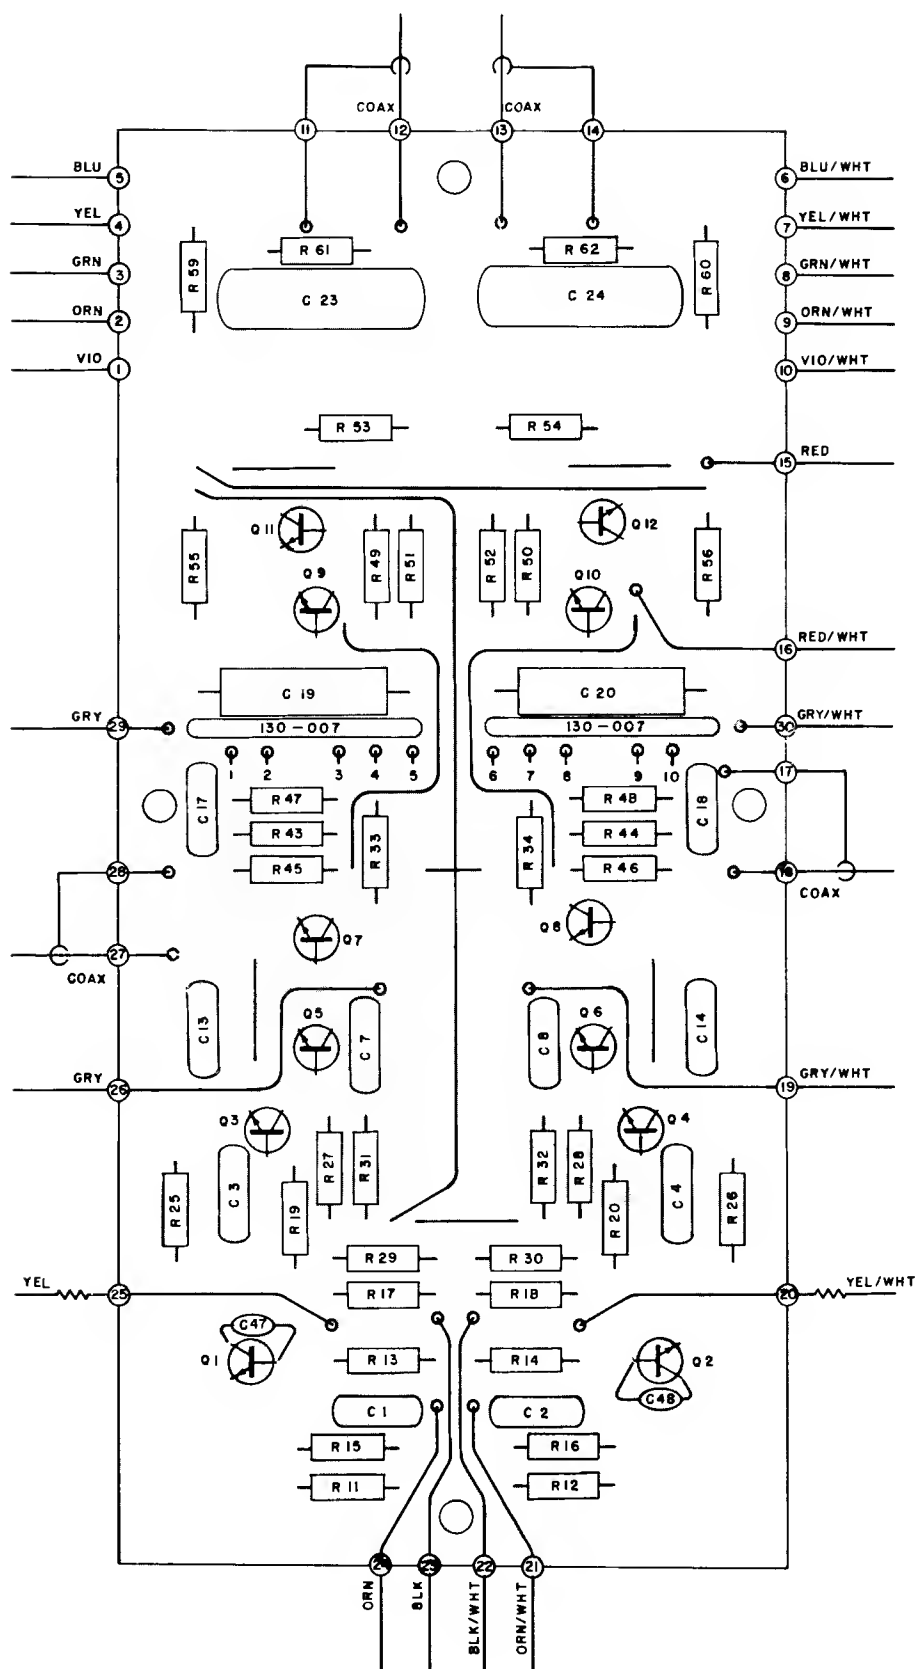 COAX COAX
11 12 13 14
BLU 5 6 BLU/WHT
YEL 4 7 YEL/WHT
R 59 R 61 R 62 R 60
GRN 3 8 GRN/WHT
C 23 C 24
ORN 2 9 ORN/WHT
VIO 1 10 VIO/WHT
R 53 R 54
15 RED
Q 11 Q 12
R 55 R 49 R 51 R 52 R 50 R 56
Q 9 Q10
16 RED/WHT
C 19 C 20
GRY 29 130-007 130-007 30 GRY/WHT
1 2 3 4 5 6 7 8 9 10 17
C 17 R 47 R 48 C 18
R 43 R 33 R 34 R 44
28 R45 R 46 18
COAX
Q 7 Q 8
27
COAX
Q 5 Q 6
C 13 C 7 C 8 C 14
GRY 26 19 GRY/WHT
Q 3 Q 4
R 27 R 31 R 32 R 28
R 25 C 3 R 19 R 20 C 4 R 26
R 29 R 30
YEL 25 R 17 R 18 20 YEL/WHT
C47
Q 1 R 13 R 14 Q 2
C48
C 1 C 2
R 15 R 16
R 11 R 12
23 22 21
ORN BLK BLK/WHT ORN/WHT